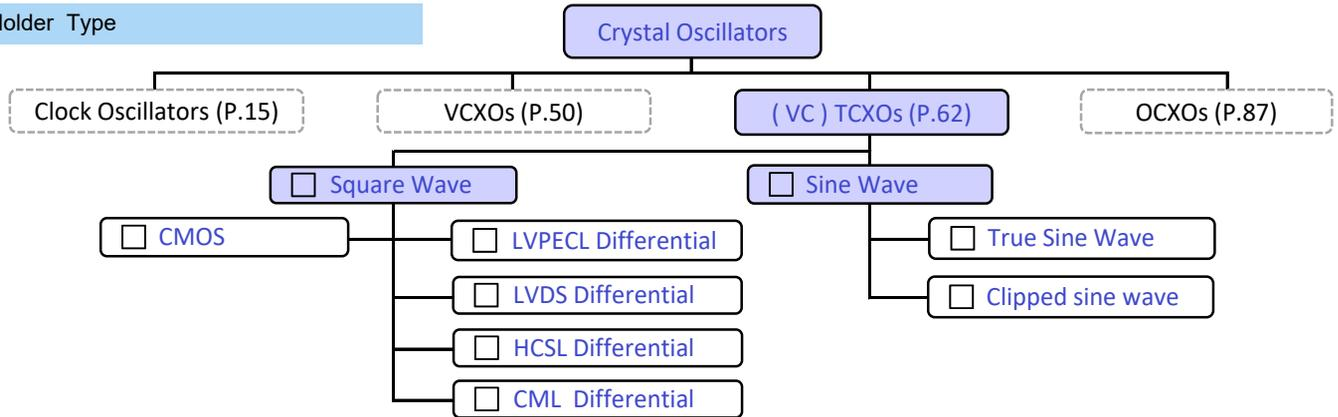 Holder Type
Crystal Oscillators
Clock Oscillators (P.15)
VCXOs (P.50)
( VC ) TCXOs (P.62)
OCXOs (P.87)
Square Wave
Sine Wave
CMOS
LVPECL Differential
True Sine Wave
LVDS Differential
Clipped sine wave
HCSL Differential
CML Differential